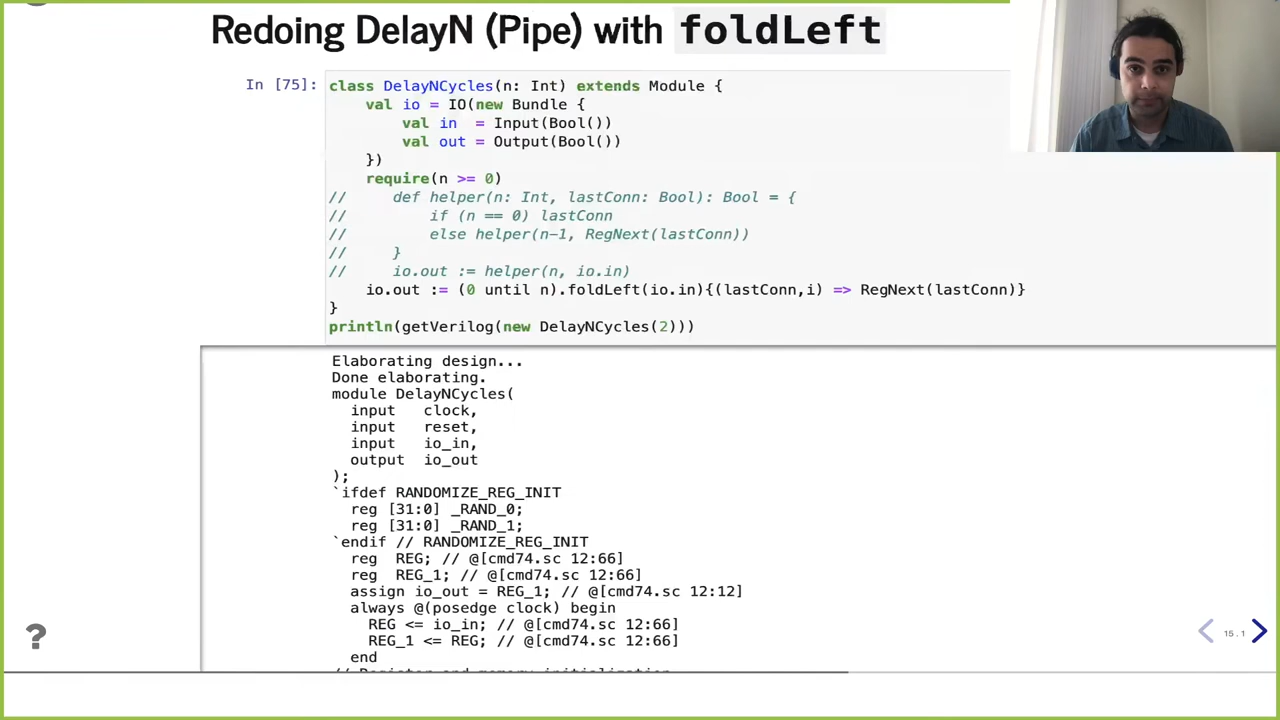 Redoing DelayN (Pipe) with foldLeft
In [75]:
class DelayNCycles(n: Int) extends Module {
    val io = IO(new Bundle {
        val in  = Input(Bool())
        val out = Output(Bool())
    })
    require(n >= 0)
//     def helper(n: Int, lastConn: Bool): Bool = {
//         if (n == 0) lastConn
//         else helper(n-1, RegNext(lastConn))
//     }
//     io.out := helper(n, io.in)
    io.out := (0 until n).foldLeft(io.in){(lastConn,i) => RegNext(lastConn)}
}
println(getVerilog(new DelayNCycles(2)))
Elaborating design...
Done elaborating.
module DelayNCycles(
  input   clock,
  input   reset,
  input   io_in,
  output  io_out
);
`ifdef RANDOMIZE_REG_INIT
  reg [31:0] _RAND_0;
  reg [31:0] _RAND_1;
`endif // RANDOMIZE_REG_INIT
  reg  REG; // @[cmd74.sc 12:66]
  reg  REG_1; // @[cmd74.sc 12:66]
  assign io_out = REG_1; // @[cmd74.sc 12:12]
  always @(posedge clock) begin
    REG <= io_in; // @[cmd74.sc 12:66]
    REG_1 <= REG; // @[cmd74.sc 12:66]
  end
// Register and memory initialization
?
15.1